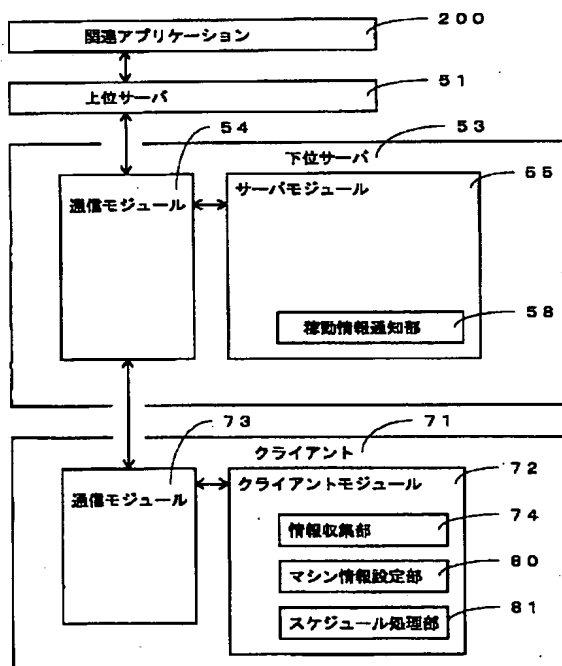 関連アプリケーション
200
上位サーバ
51
54
下位サーバ
53
通信モジュール
サーバモジュール
55
稼動情報通知部
58
73
クライアント
71
通信モジュール
クライアントモジュール
72
情報収集部
74
マシン情報設定部
80
スケジュール処理部
81